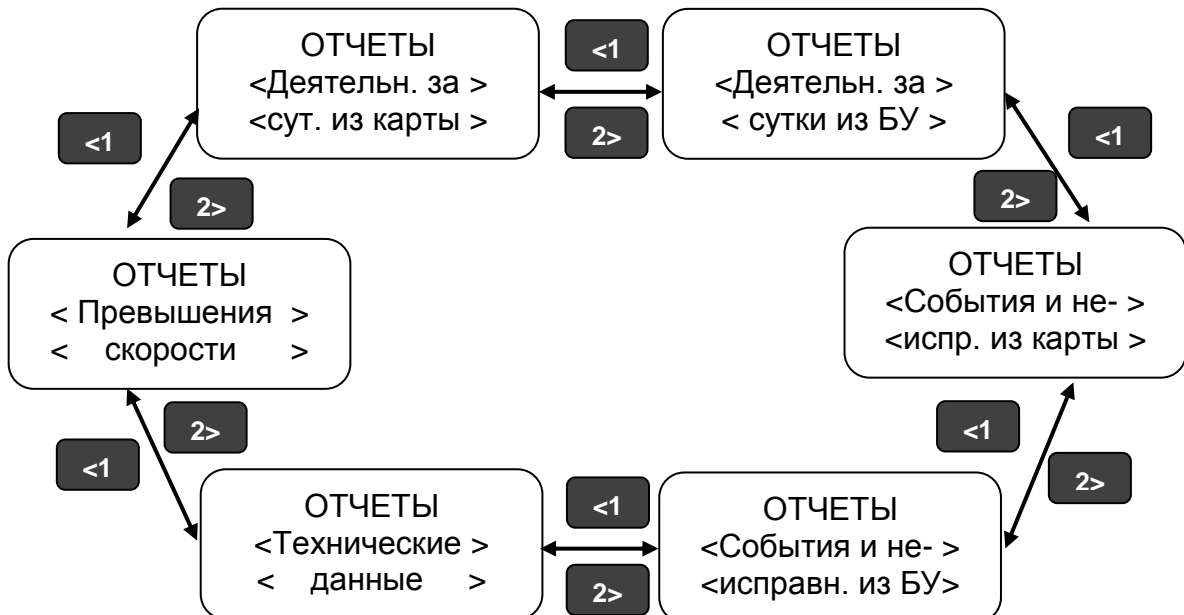 ОТЧЕТЫ
<Деятельн. за >
<сут. из карты >
<1
2>
ОТЧЕТЫ
<Деятельн. за >
< сутки из БУ >
<1
2>
<1
2>
ОТЧЕТЫ
< Превышения >
< скорости >
ОТЧЕТЫ
<События и не- >
<испр. из карты >
2>
<1
<1
2>
ОТЧЕТЫ
<Технические >
< данные >
<1
2>
ОТЧЕТЫ
<События и не- >
<исправн. из БУ>